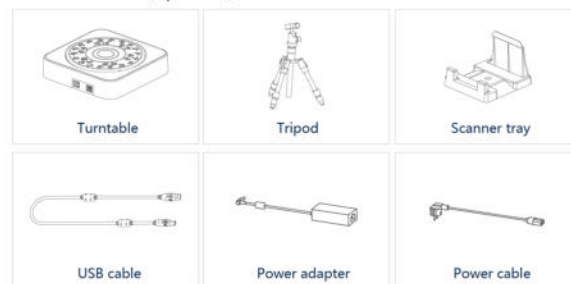 Turntable
Tripod
Scanner tray
USB cable
Power adapter
Power cable